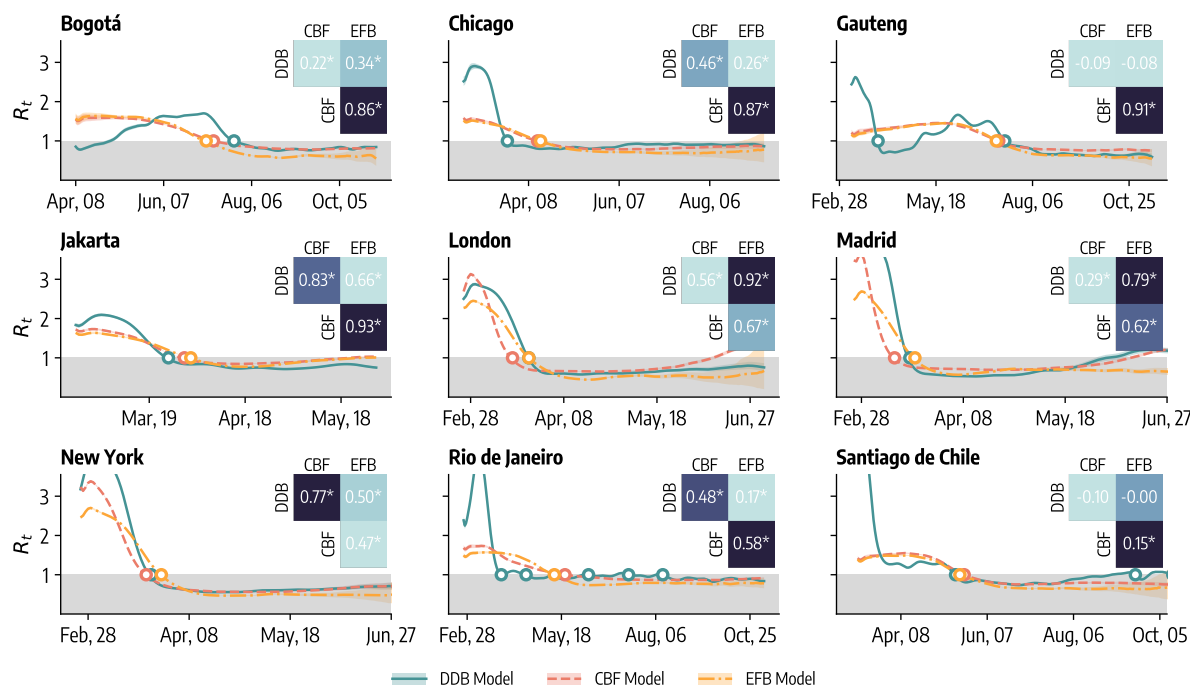 Bogotá
CBF EFB
DDB 0.22* 0.34*
CBF 0.86*
R_t
3
2
1
Apr, 08 Jun, 07 Aug, 06 Oct, 05
Chicago
CBF EFB
DDB 0.46* 0.26*
CBF 0.87*
Apr, 08 Jun, 07 Aug, 06
Gauteng
CBF EFB
DDB -0.09 -0.08
CBF 0.91*
Feb, 28 May, 18 Aug, 06 Oct, 25
Jakarta
CBF EFB
DDB 0.83* 0.66*
CBF 0.93*
R_t
3
2
1
Mar, 19 Apr, 18 May, 18
London
CBF EFB
DDB 0.56* 0.92*
CBF 0.67*
Feb, 28 Apr, 08 May, 18 Jun, 27
Madrid
CBF EFB
DDB 0.29* 0.79*
CBF 0.62*
Feb, 28 Apr, 08 May, 18 Jun, 27
New York
CBF EFB
DDB 0.77* 0.50*
CBF 0.47*
R_t
3
2
1
Feb, 28 Apr, 08 May, 18 Jun, 27
Rio de Janeiro
CBF EFB
DDB 0.48* 0.17*
CBF 0.58*
Feb, 28 May, 18 Aug, 06 Oct, 25
Santiago de Chile
CBF EFB
DDB -0.10 -0.00
CBF 0.15*
Apr, 08 Jun, 07 Aug, 06 Oct, 05
DDB Model CBF Model EFB Model